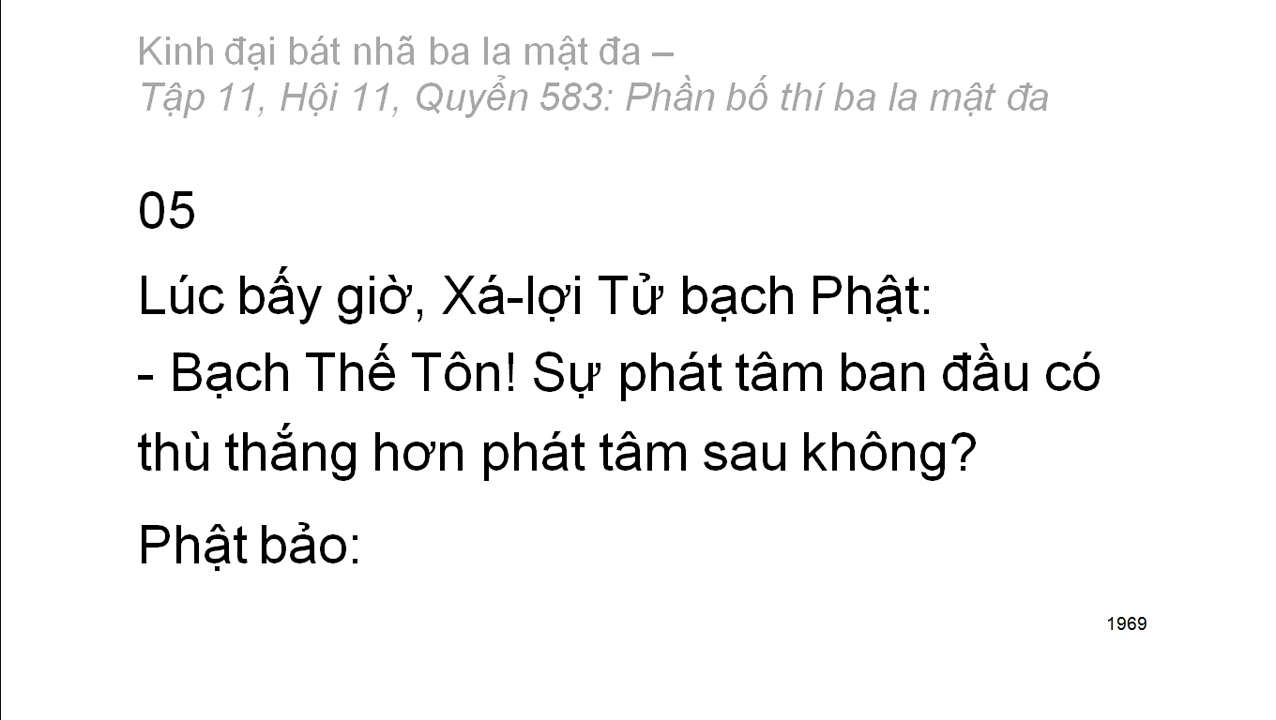 Kinh đại bát nhã ba la mật đa –
Tập 11, Hội 11, Quyển 583: Phần bố thí ba la mật đa
05
Lúc bấy giờ, Xá-lợi Tử bạch Phật:
- Bạch Thế Tôn! Sự phát tâm ban đầu có
thù thắng hơn phát tâm sau không?
Phật bảo:
1969